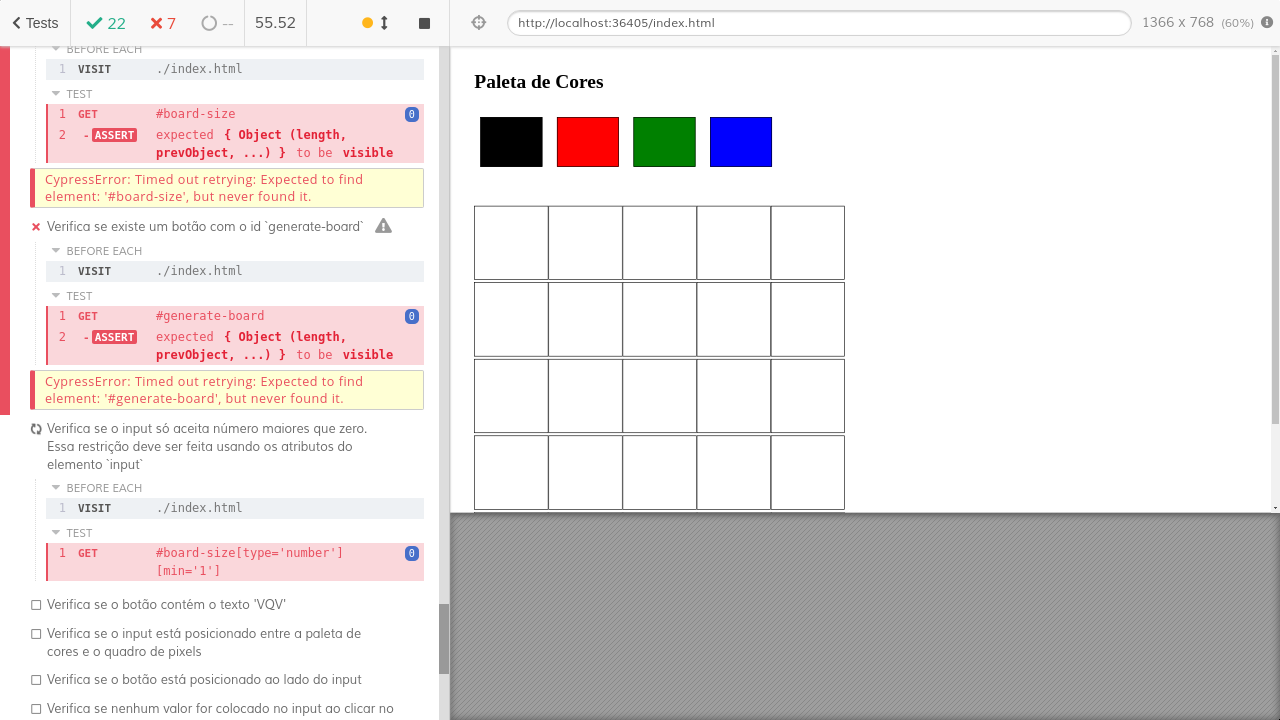 Tests
22
7
--
55.52
http://localhost:36405/index.html
1366 x 768 (60%)
BEFORE EACH
1 VISIT ./index.html
TEST
1 GET #board-size 0
2 -ASSERT expected { Object (length,
prevObject, ...) } to be visible
CypressError: Timed out retrying: Expected to find
element: '#board-size', but never found it.
Verifica se existe um botão com o id `generate-board`
BEFORE EACH
1 VISIT ./index.html
TEST
1 GET #generate-board 0
2 -ASSERT expected { Object (length,
prevObject, ...) } to be visible
CypressError: Timed out retrying: Expected to find
element: '#generate-board', but never found it.
Verifica se o input só aceita número maiores que zero.
Essa restrição deve ser feita usando os atributos do
elemento `input`
BEFORE EACH
1 VISIT ./index.html
TEST
1 GET #board-size[type='number'] 0
[min='1']
Verifica se o botão contém o texto 'VQV'
Verifica se o input está posicionado entre a paleta de
cores e o quadro de pixels
Verifica se o botão está posicionado ao lado do input
Verifica se nenhum valor for colocado no input ao clicar no
Paleta de Cores